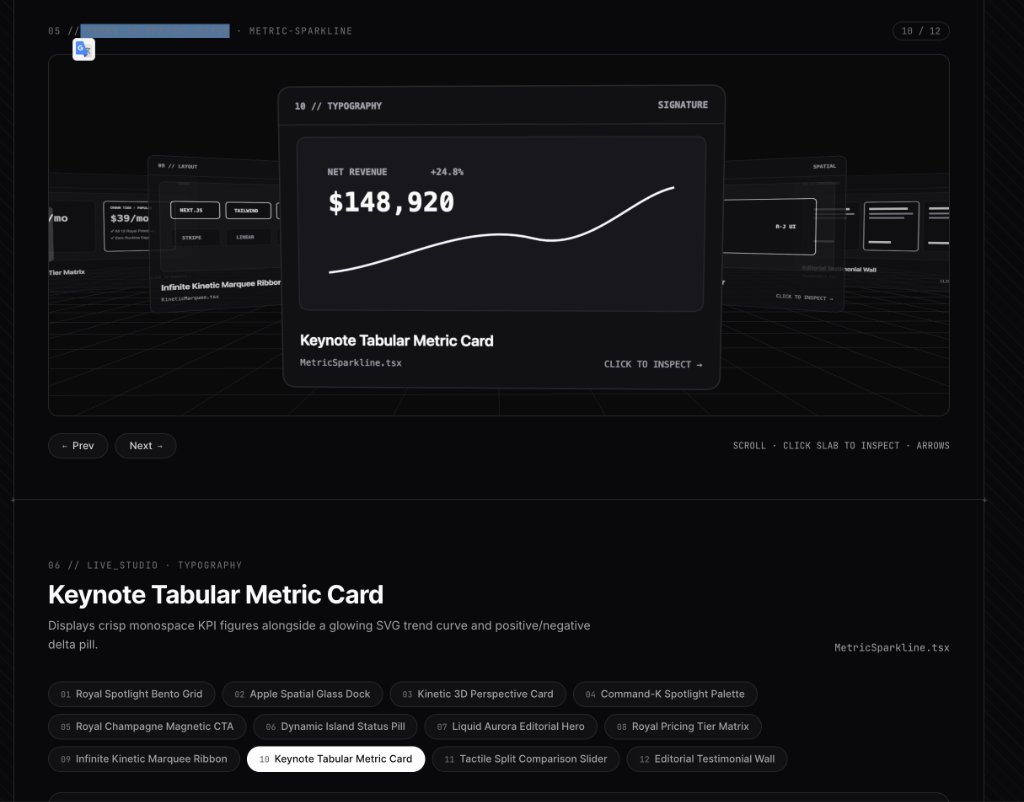 05 //
· METRIC-SPARKLINE
10 / 12
10 // TYPOGRAPHY
SIGNATURE
NET REVENUE
+24.8%
$148,920
Keynote Tabular Metric Card
MetricSparkline.tsx
CLICK TO INSPECT →
/mo
$39/mo
Tier Matrix
09 // LAYOUT
NEXT.JS
TAILWIND
STRIPE
LINEAR
Infinite Kinetic Marquee Ribbon
KineticMarquee.tsx
SPATIAL
A-J UI
Editorial Testimonial Wall
CLICK TO INSPECT →
← Prev
Next →
SCROLL · CLICK SLAB TO INSPECT · ARROWS
06 // LIVE_STUDIO · TYPOGRAPHY
Keynote Tabular Metric Card
Displays crisp monospace KPI figures alongside a glowing SVG trend curve and positive/negative
delta pill.
MetricSparkline.tsx
01 Royal Spotlight Bento Grid
02 Apple Spatial Glass Dock
03 Kinetic 3D Perspective Card
04 Command-K Spotlight Palette
05 Royal Champagne Magnetic CTA
06 Dynamic Island Status Pill
07 Liquid Aurora Editorial Hero
08 Royal Pricing Tier Matrix
09 Infinite Kinetic Marquee Ribbon
10 Keynote Tabular Metric Card
11 Tactile Split Comparison Slider
12 Editorial Testimonial Wall